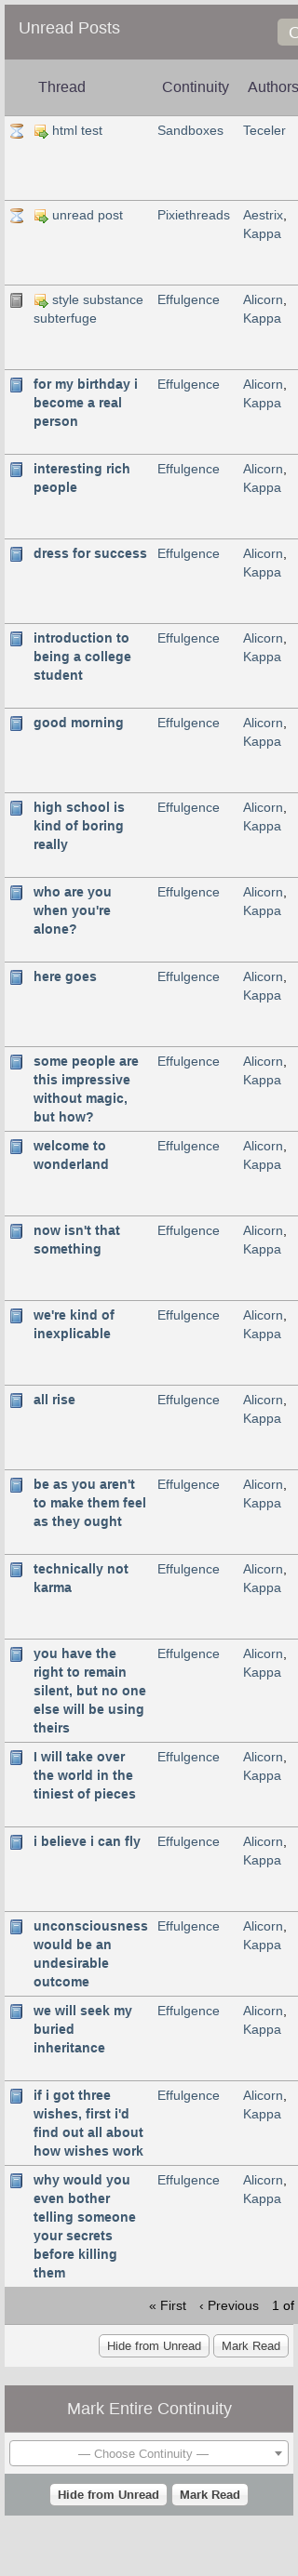 Unread Posts
Thread Continuity Authors
html test Sandboxes Teceler
unread post Pixiethreads Aestrix,
Kappa
style substance Effulgence Alicorn,
subterfuge Kappa
for my birthday i Effulgence Alicorn,
become a real Kappa
person
interesting rich Effulgence Alicorn,
people Kappa
dress for success Effulgence Alicorn,
Kappa
introduction to Effulgence Alicorn,
being a college Kappa
student
good morning Effulgence Alicorn,
Kappa
high school is Effulgence Alicorn,
kind of boring Kappa
really
who are you Effulgence Alicorn,
when you're Kappa
alone?
here goes Effulgence Alicorn,
Kappa
some people are Effulgence Alicorn,
this impressive Kappa
without magic,
but how?
welcome to Effulgence Alicorn,
wonderland Kappa
now isn't that Effulgence Alicorn,
something Kappa
we're kind of Effulgence Alicorn,
inexplicable Kappa
all rise Effulgence Alicorn,
Kappa
be as you aren't Effulgence Alicorn,
to make them feel Kappa
as they ought
technically not Effulgence Alicorn,
karma Kappa
you have the Effulgence Alicorn,
right to remain Kappa
silent, but no one
else will be using
theirs
I will take over Effulgence Alicorn,
the world in the Kappa
tiniest of pieces
i believe i can fly Effulgence Alicorn,
Kappa
unconsciousness Effulgence Alicorn,
would be an Kappa
undesirable
outcome
we will seek my Effulgence Alicorn,
buried Kappa
inheritance
if i got three Effulgence Alicorn,
wishes, first i'd Kappa
find out all about
how wishes work
why would you Effulgence Alicorn,
even bother Kappa
telling someone
your secrets
before killing
them
« First ‹ Previous 1 of
Hide from Unread Mark Read
Mark Entire Continuity
— Choose Continuity —
Hide from Unread Mark Read